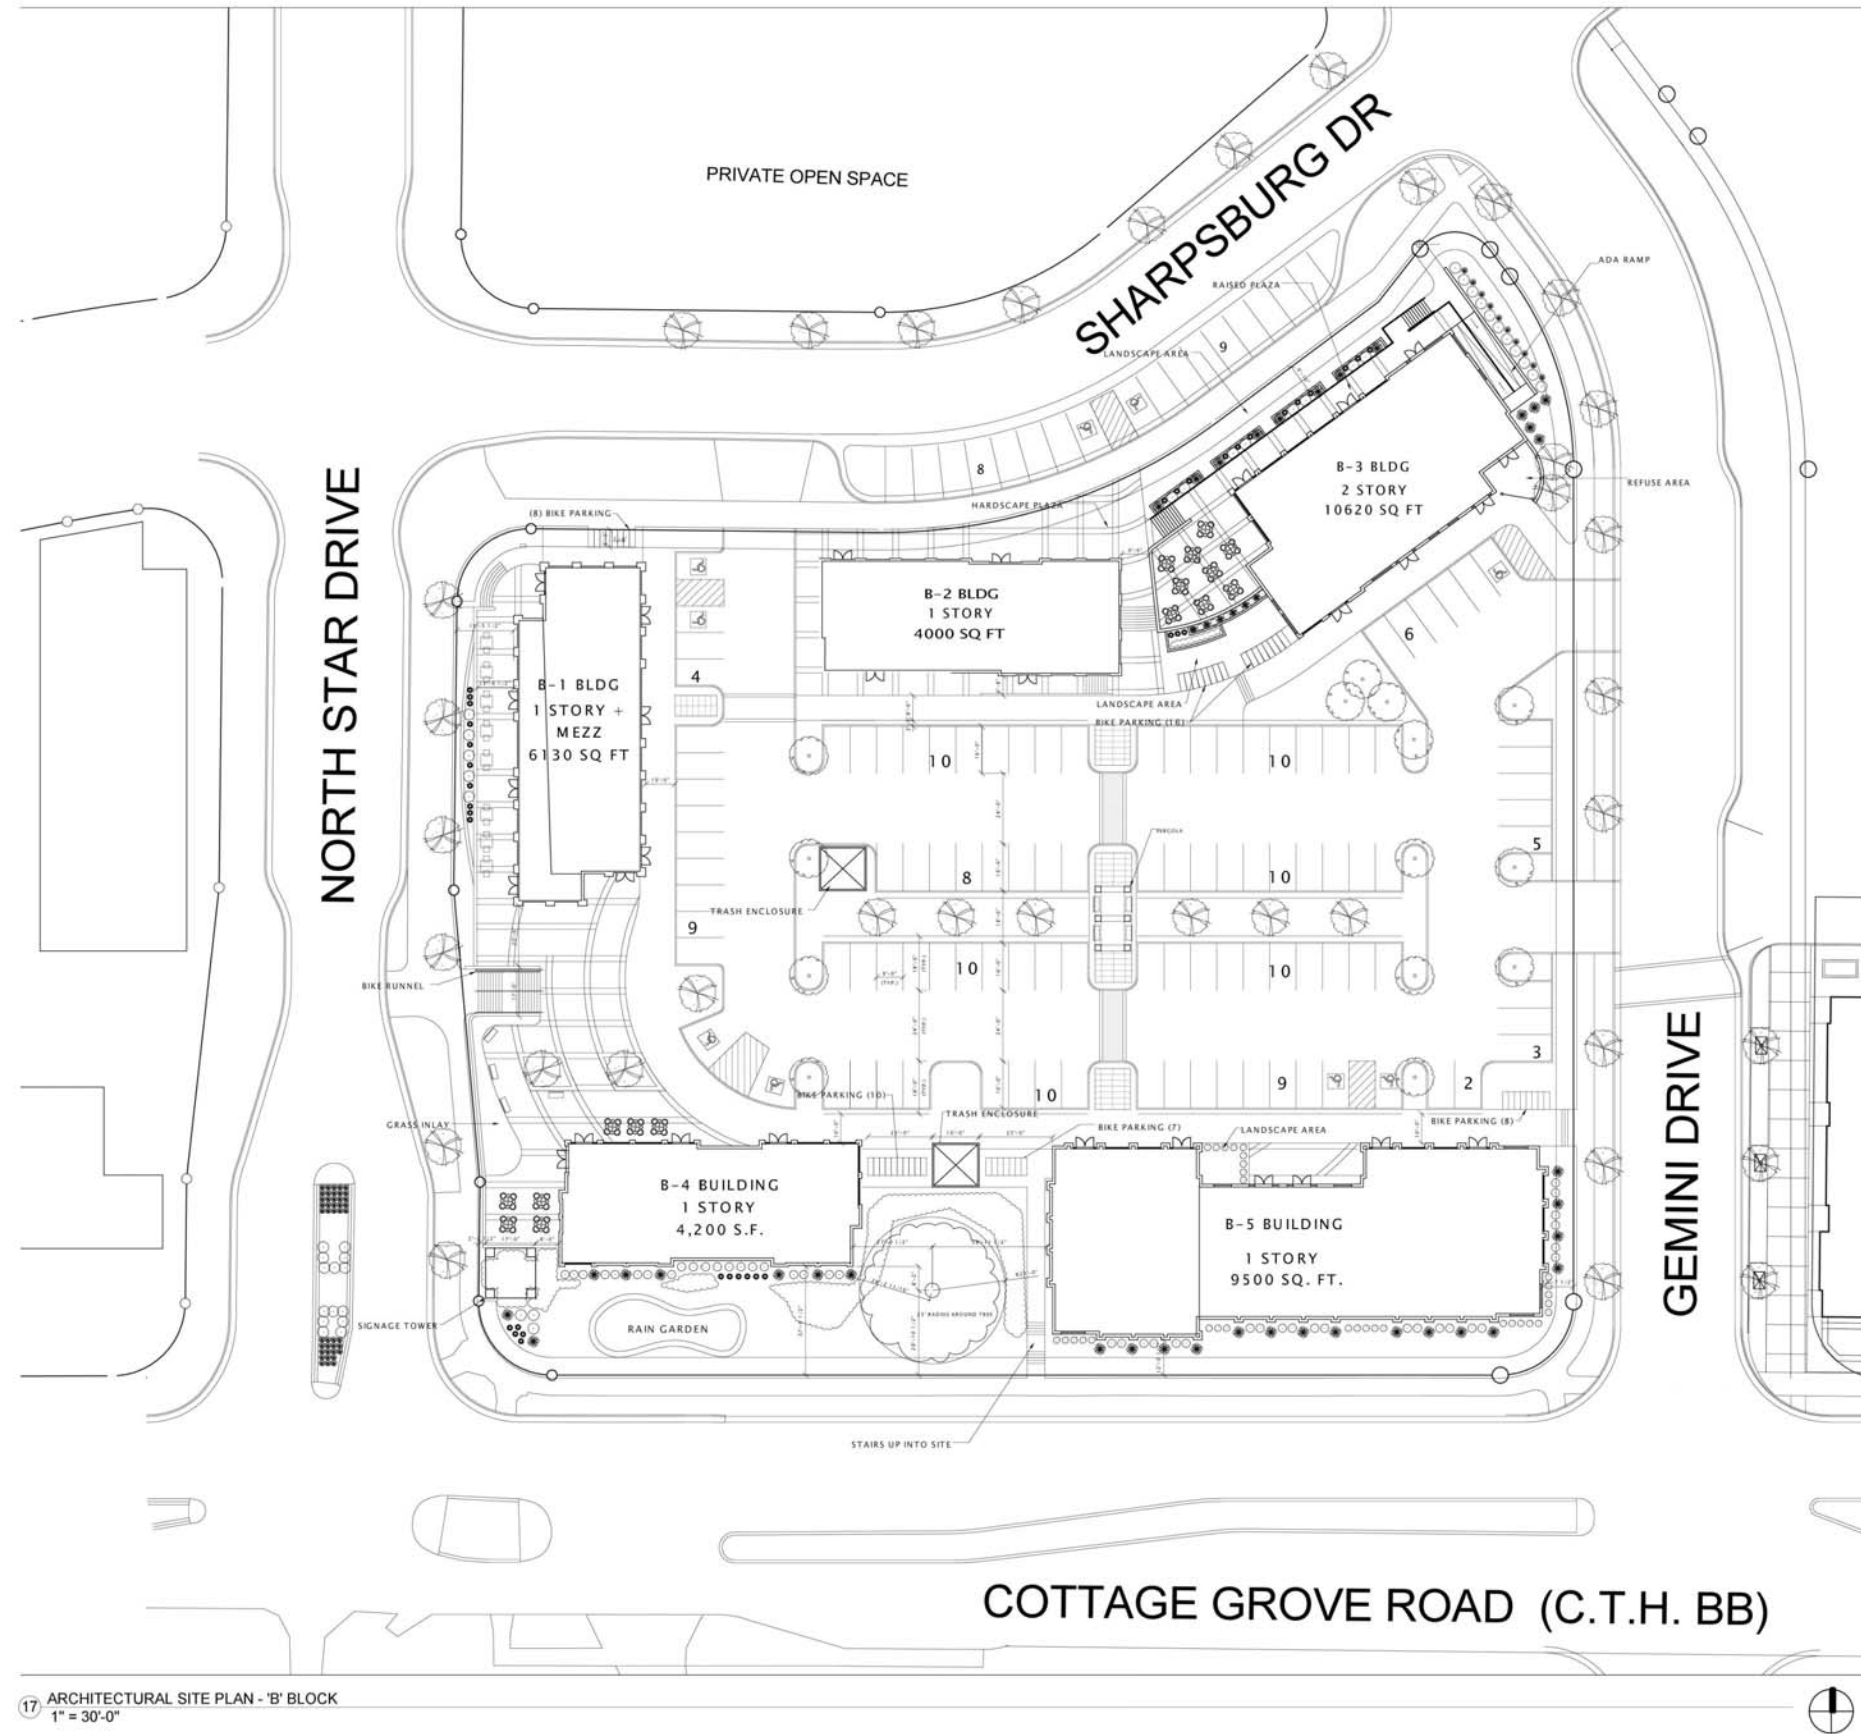 PRIVATE OPEN SPACE
SHARPSBURG DR
ADA RAMP
RAISED PLAZA
LANDSCAPE AREA
9
8
B-3 BLDG
2 STORY
10620 SQ FT
REFUSE AREA
HARDSCAPE PLAZA
(8) BIKE PARKING
NORTH STAR DRIVE
B-2 BLDG
1 STORY
4000 SQ FT
6
B-1 BLDG
1 STORY +
MEZZ
6130 SQ FT
4
LANDSCAPE AREA
BIKE PARKING (16)
10
10
PERGOLA
5
8
10
TRASH ENCLOSURE
9
10
10
BIKE RUNNEL
GEMINI DRIVE
3
9
2
10
BIKE PARKING (10)
TRASH ENCLOSURE
GRASS INLAY
BIKE PARKING (7)
LANDSCAPE AREA
BIKE PARKING (8)
B-4 BUILDING
1 STORY
4,200 S.F.
B-5 BUILDING
1 STORY
9500 SQ. FT.
25' RADIUS AROUND TREE
SIGNAGE TOWER
RAIN GARDEN
STAIRS UP INTO SITE
COTTAGE GROVE ROAD (C.T.H. BB)
17 ARCHITECTURAL SITE PLAN - 'B' BLOCK
1" = 30'-0"